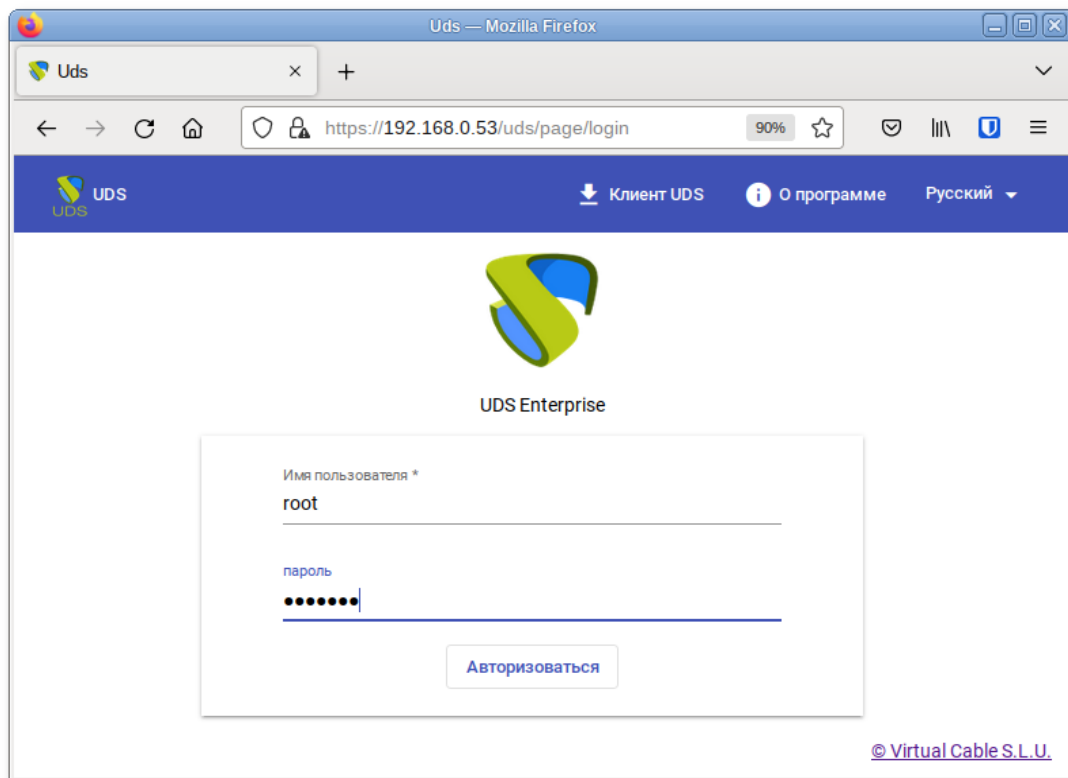 Uds — Mozilla Firefox
Uds
https://192.168.0.53/uds/page/login 90%
UDS UDS Клиент UDS О программе Русский
UDS Enterprise
Имя пользователя *
root
пароль
•••••••
Авторизоваться
© Virtual Cable S.L.U.